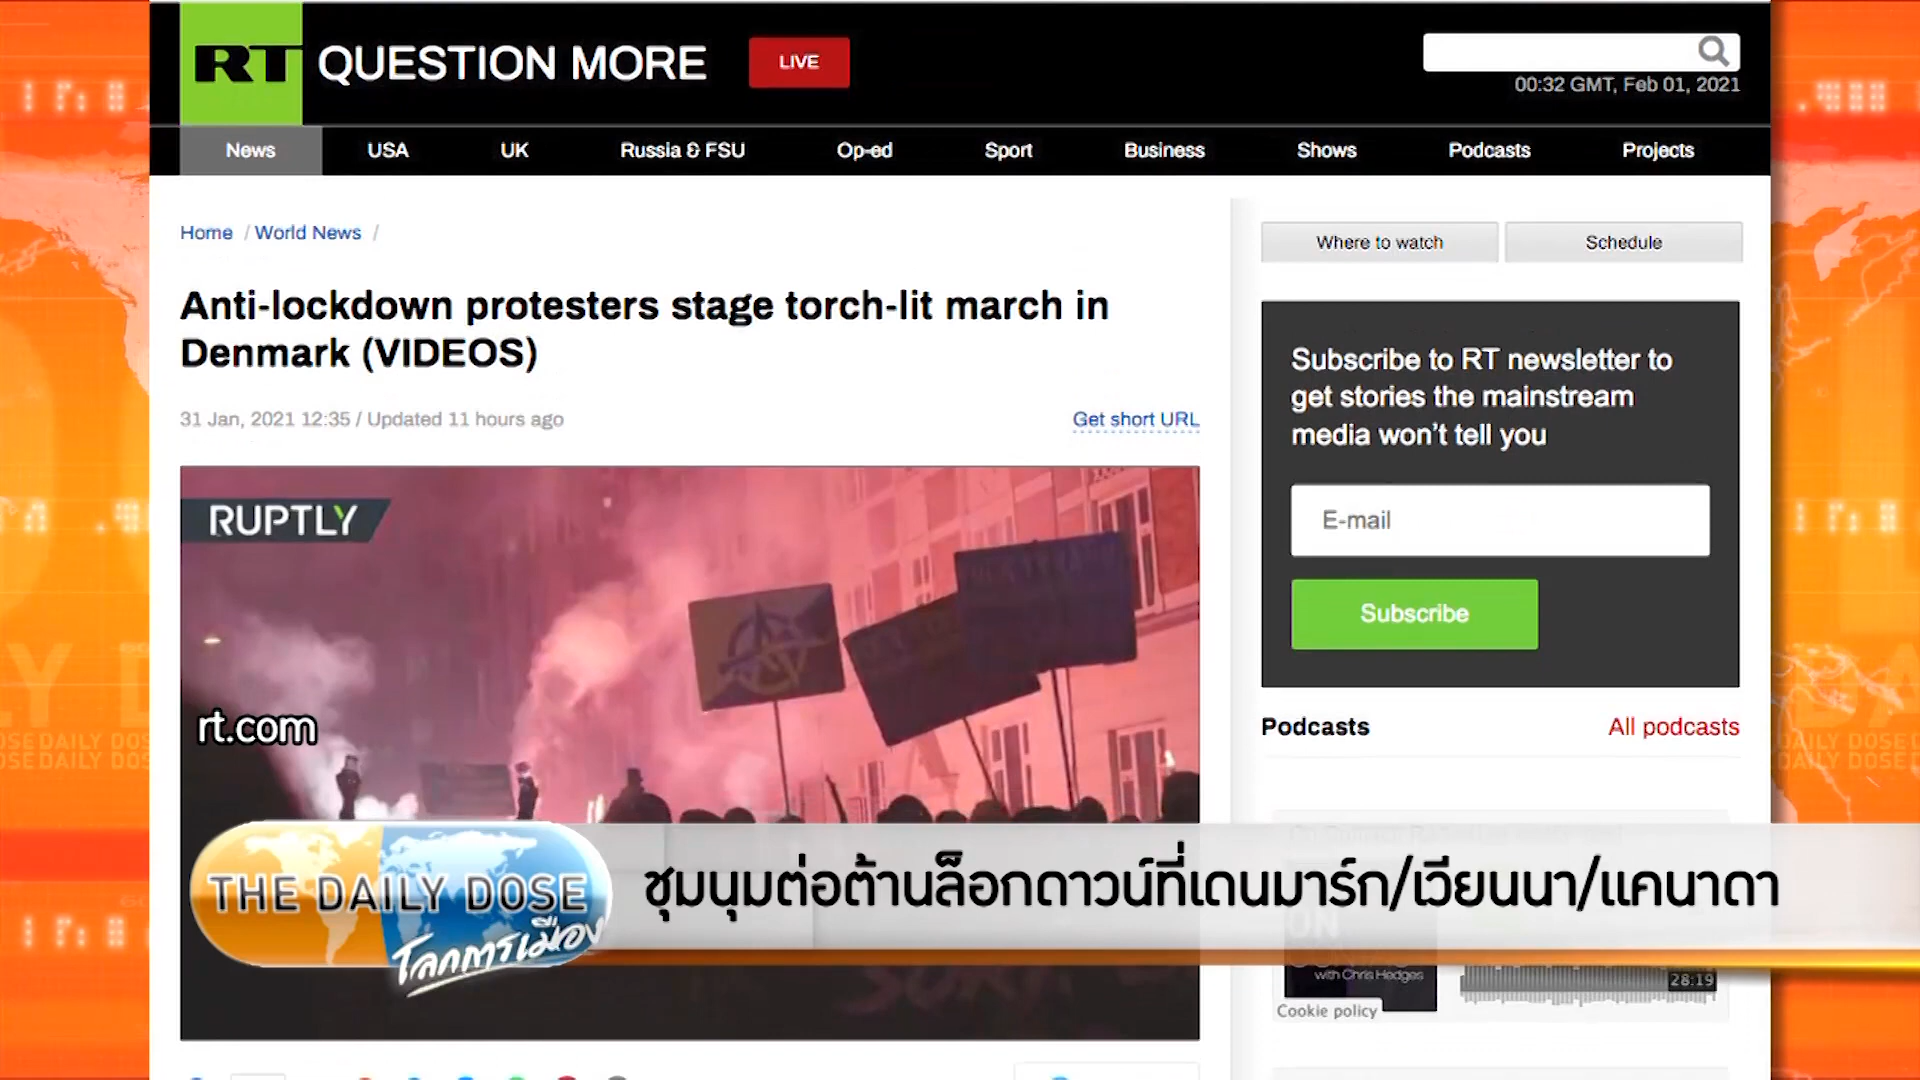 RT QUESTION MORE
LIVE
00:32 GMT, Feb 01, 2021
News USA UK Russia & FSU Op-ed Sport Business Shows Podcasts Projects
Home / World News /
Where to watch Schedule
Anti-lockdown protesters stage torch-lit march in
Denmark (VIDEOS)
31 Jan, 2021 12:35 / Updated 11 hours ago
Get short URL
Subscribe to RT newsletter to
get stories the mainstream
media won't tell you
E-mail
Subscribe
RUPTLY
rt.com
Podcasts All podcasts
THE DAILY DOSE
โลกการเมือง
ชุมนุมต่อต้านล็อกดาวน์ที่เดนมาร์ก/เวียนนา/แคนาดา
ON
with Chris Hedges
28:19
Cookie policy
DAILY DOSE
DAILY DOSE